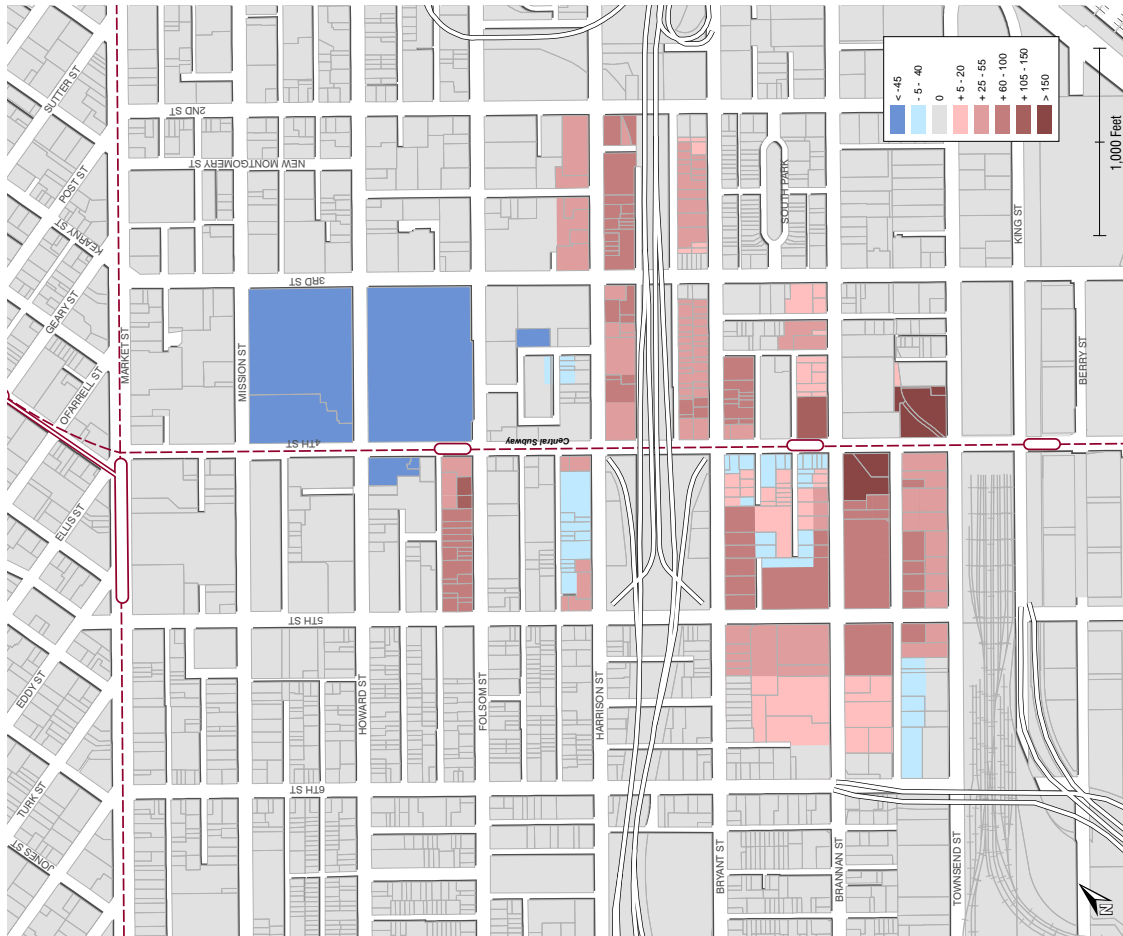 SUTTER ST
POST ST
KEARNY ST
GEARY ST
OFARRELL ST
ELLIS ST
EDDY ST
TURK ST
JONES ST
MARKET ST
MISSION ST
HOWARD ST
FOLSOM ST
HARRISON ST
BRYANT ST
BRANNAN ST
TOWNSEND ST
KING ST
BERRY ST
2ND ST
NEW MONTGOMERY ST
3RD ST
4TH ST
5TH ST
6TH ST
SOUTH PARK
Central Subway
< -45
- 5 - 40
0
+ 5 - 20
+ 25 - 55
+ 60 - 100
+ 105 - 150
> 150
1,000 Feet
N